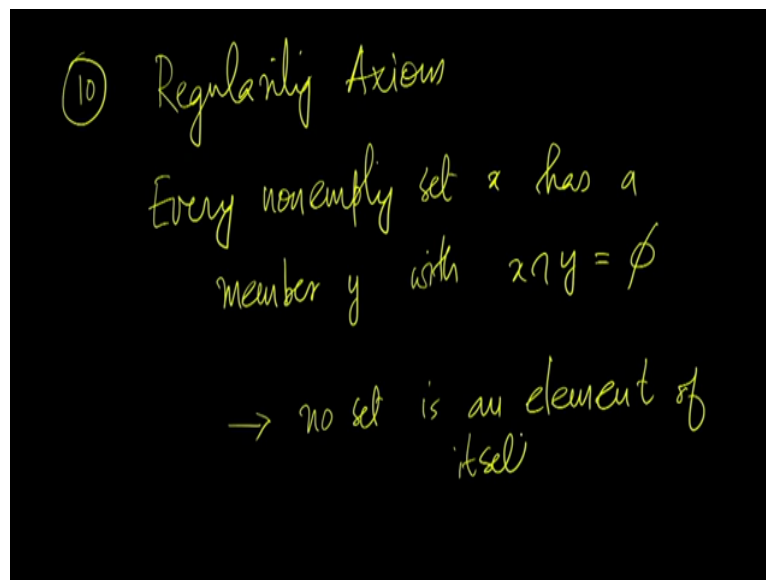 ⑩ Regularity Axiom
Every nonempty set x has a
member y with x∩y = ϕ
→ no set is an element of
itself